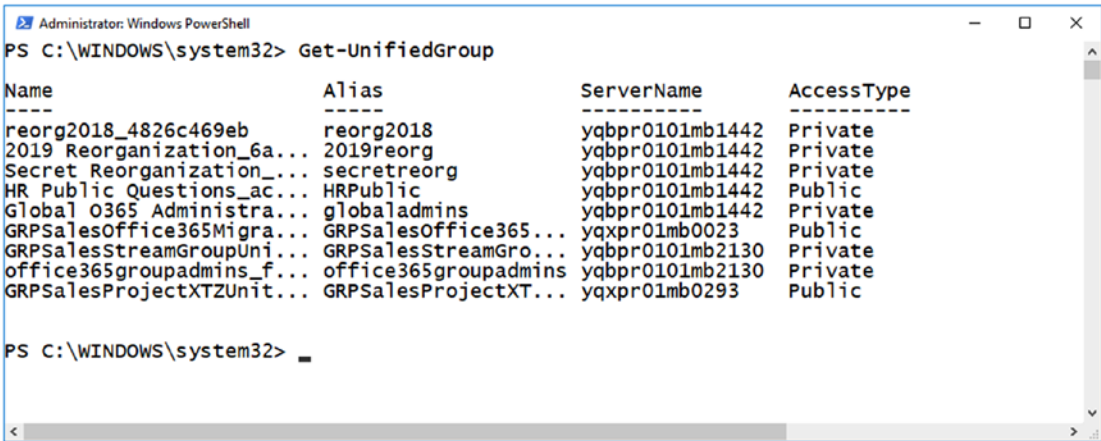 Administrator: Windows PowerShell
PS C:\WINDOWS\system32> Get-UnifiedGroup
Name Alias ServerName AccessType
---- ----- ---------- ----------
reorg2018_4826c469eb reorg2018 yqbpr0101mb1442 Private
2019 Reorganization_6a... 2019reorg yqbpr0101mb1442 Private
Secret Reorganization_... secretreorg yqbpr0101mb1442 Private
HR Public Questions_ac... HRPublic yqbpr0101mb1442 Public
Global O365 Administra... globaladmins yqbpr0101mb1442 Private
GRPSalesOffice365Migra... GRPSalesOffice365... yqxpr01mb0023 Public
GRPSalesStreamGroupUni... GRPSalesStreamGro... yqbpr0101mb2130 Private
office365groupadmins_f... office365groupadmins yqbpr0101mb2130 Private
GRPSalesProjectXTZUnit... GRPSalesProjectXT... yqxpr01mb0293 Public
PS C:\WINDOWS\system32> _